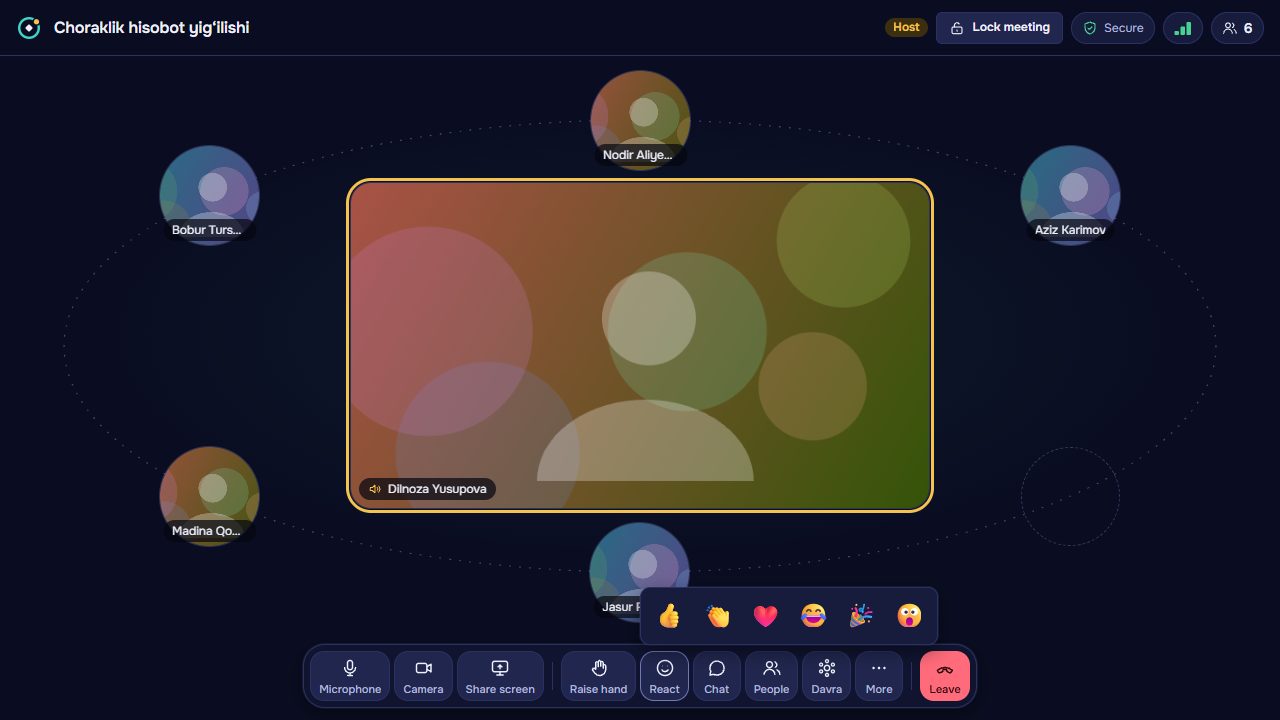 Choraklik hisobot yig‘ilishi
Host
Lock meeting
Secure
6
Nodir Aliye...
Bobur Turs...
Aziz Karimov
Dilnoza Yusupova
Madina Qo...
Jasur
Microphone
Camera
Share screen
Raise hand
React
Chat
People
Davra
More
Leave